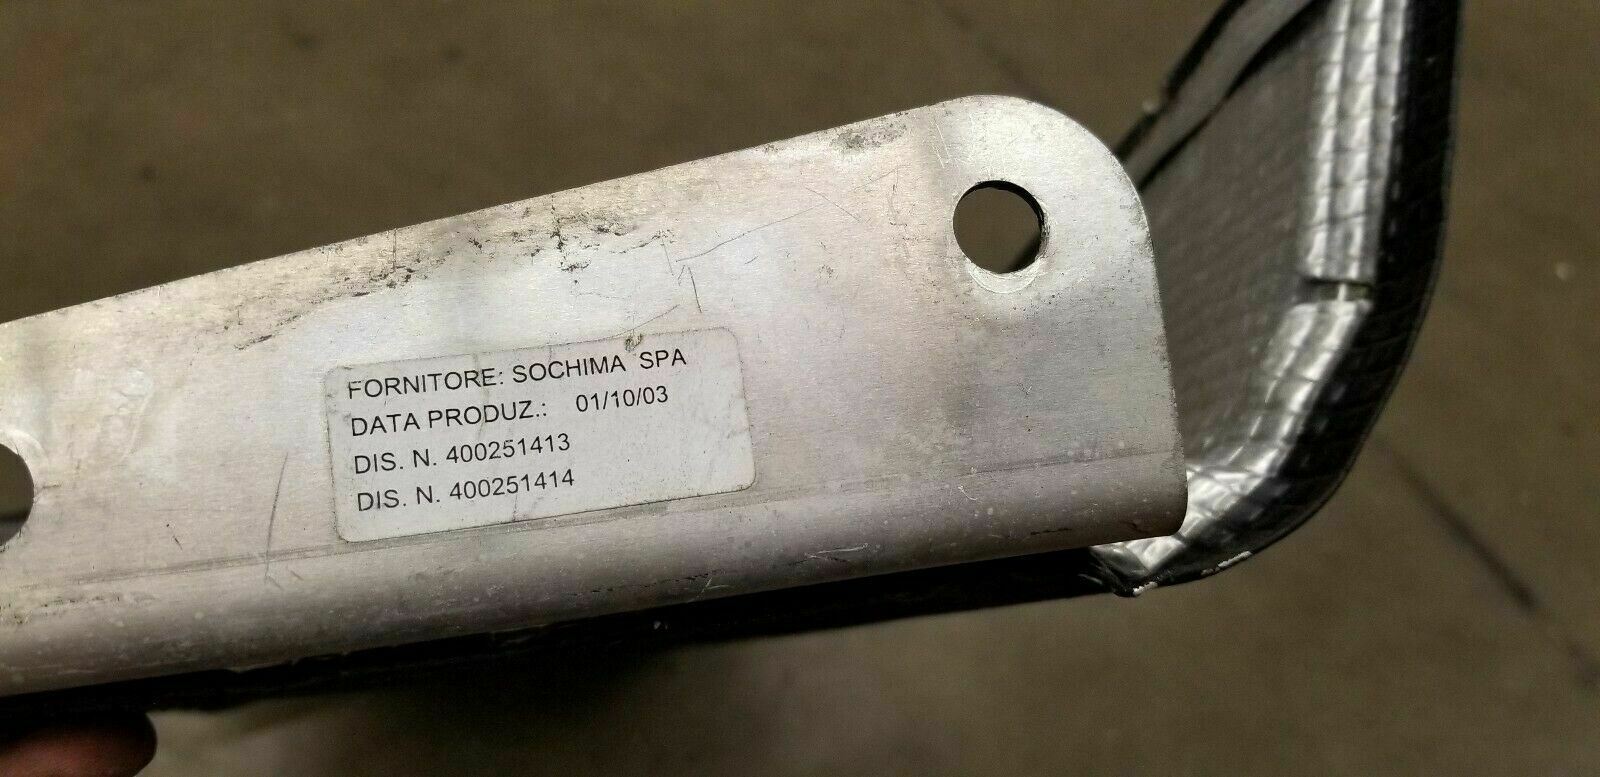 FORNITORE: SOCHIMA SPA
DATA PRODUZ.: 01/10/03
DIS. N. 400251413
DIS. N. 400251414